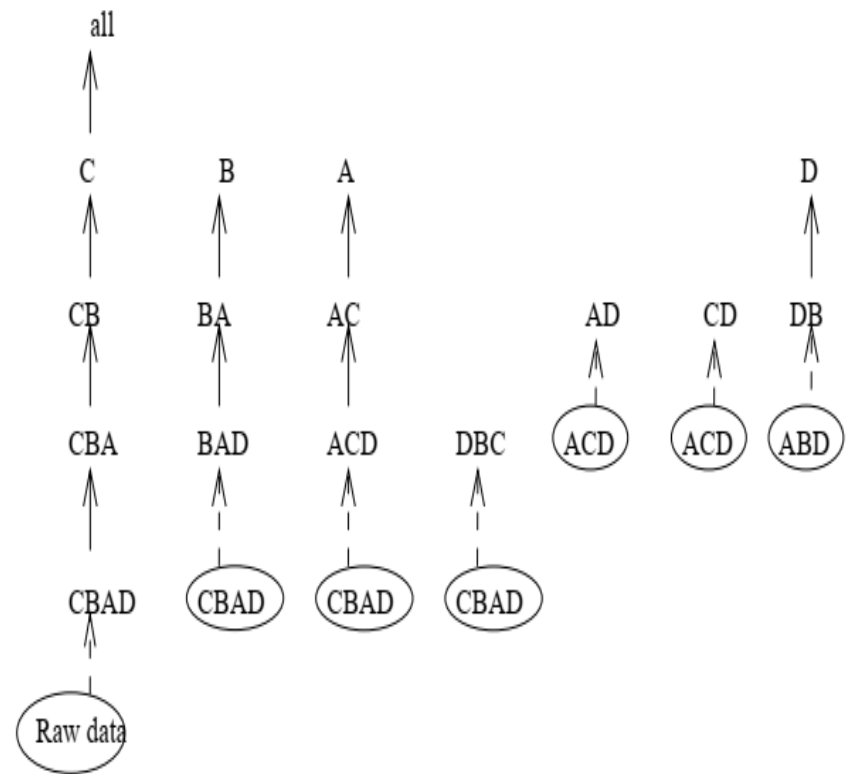 all
C B A D
CB BA AC AD CD DB
CBA BAD ACD DBC ACD ACD ABD
CBAD CBAD CBAD CBAD
Raw data